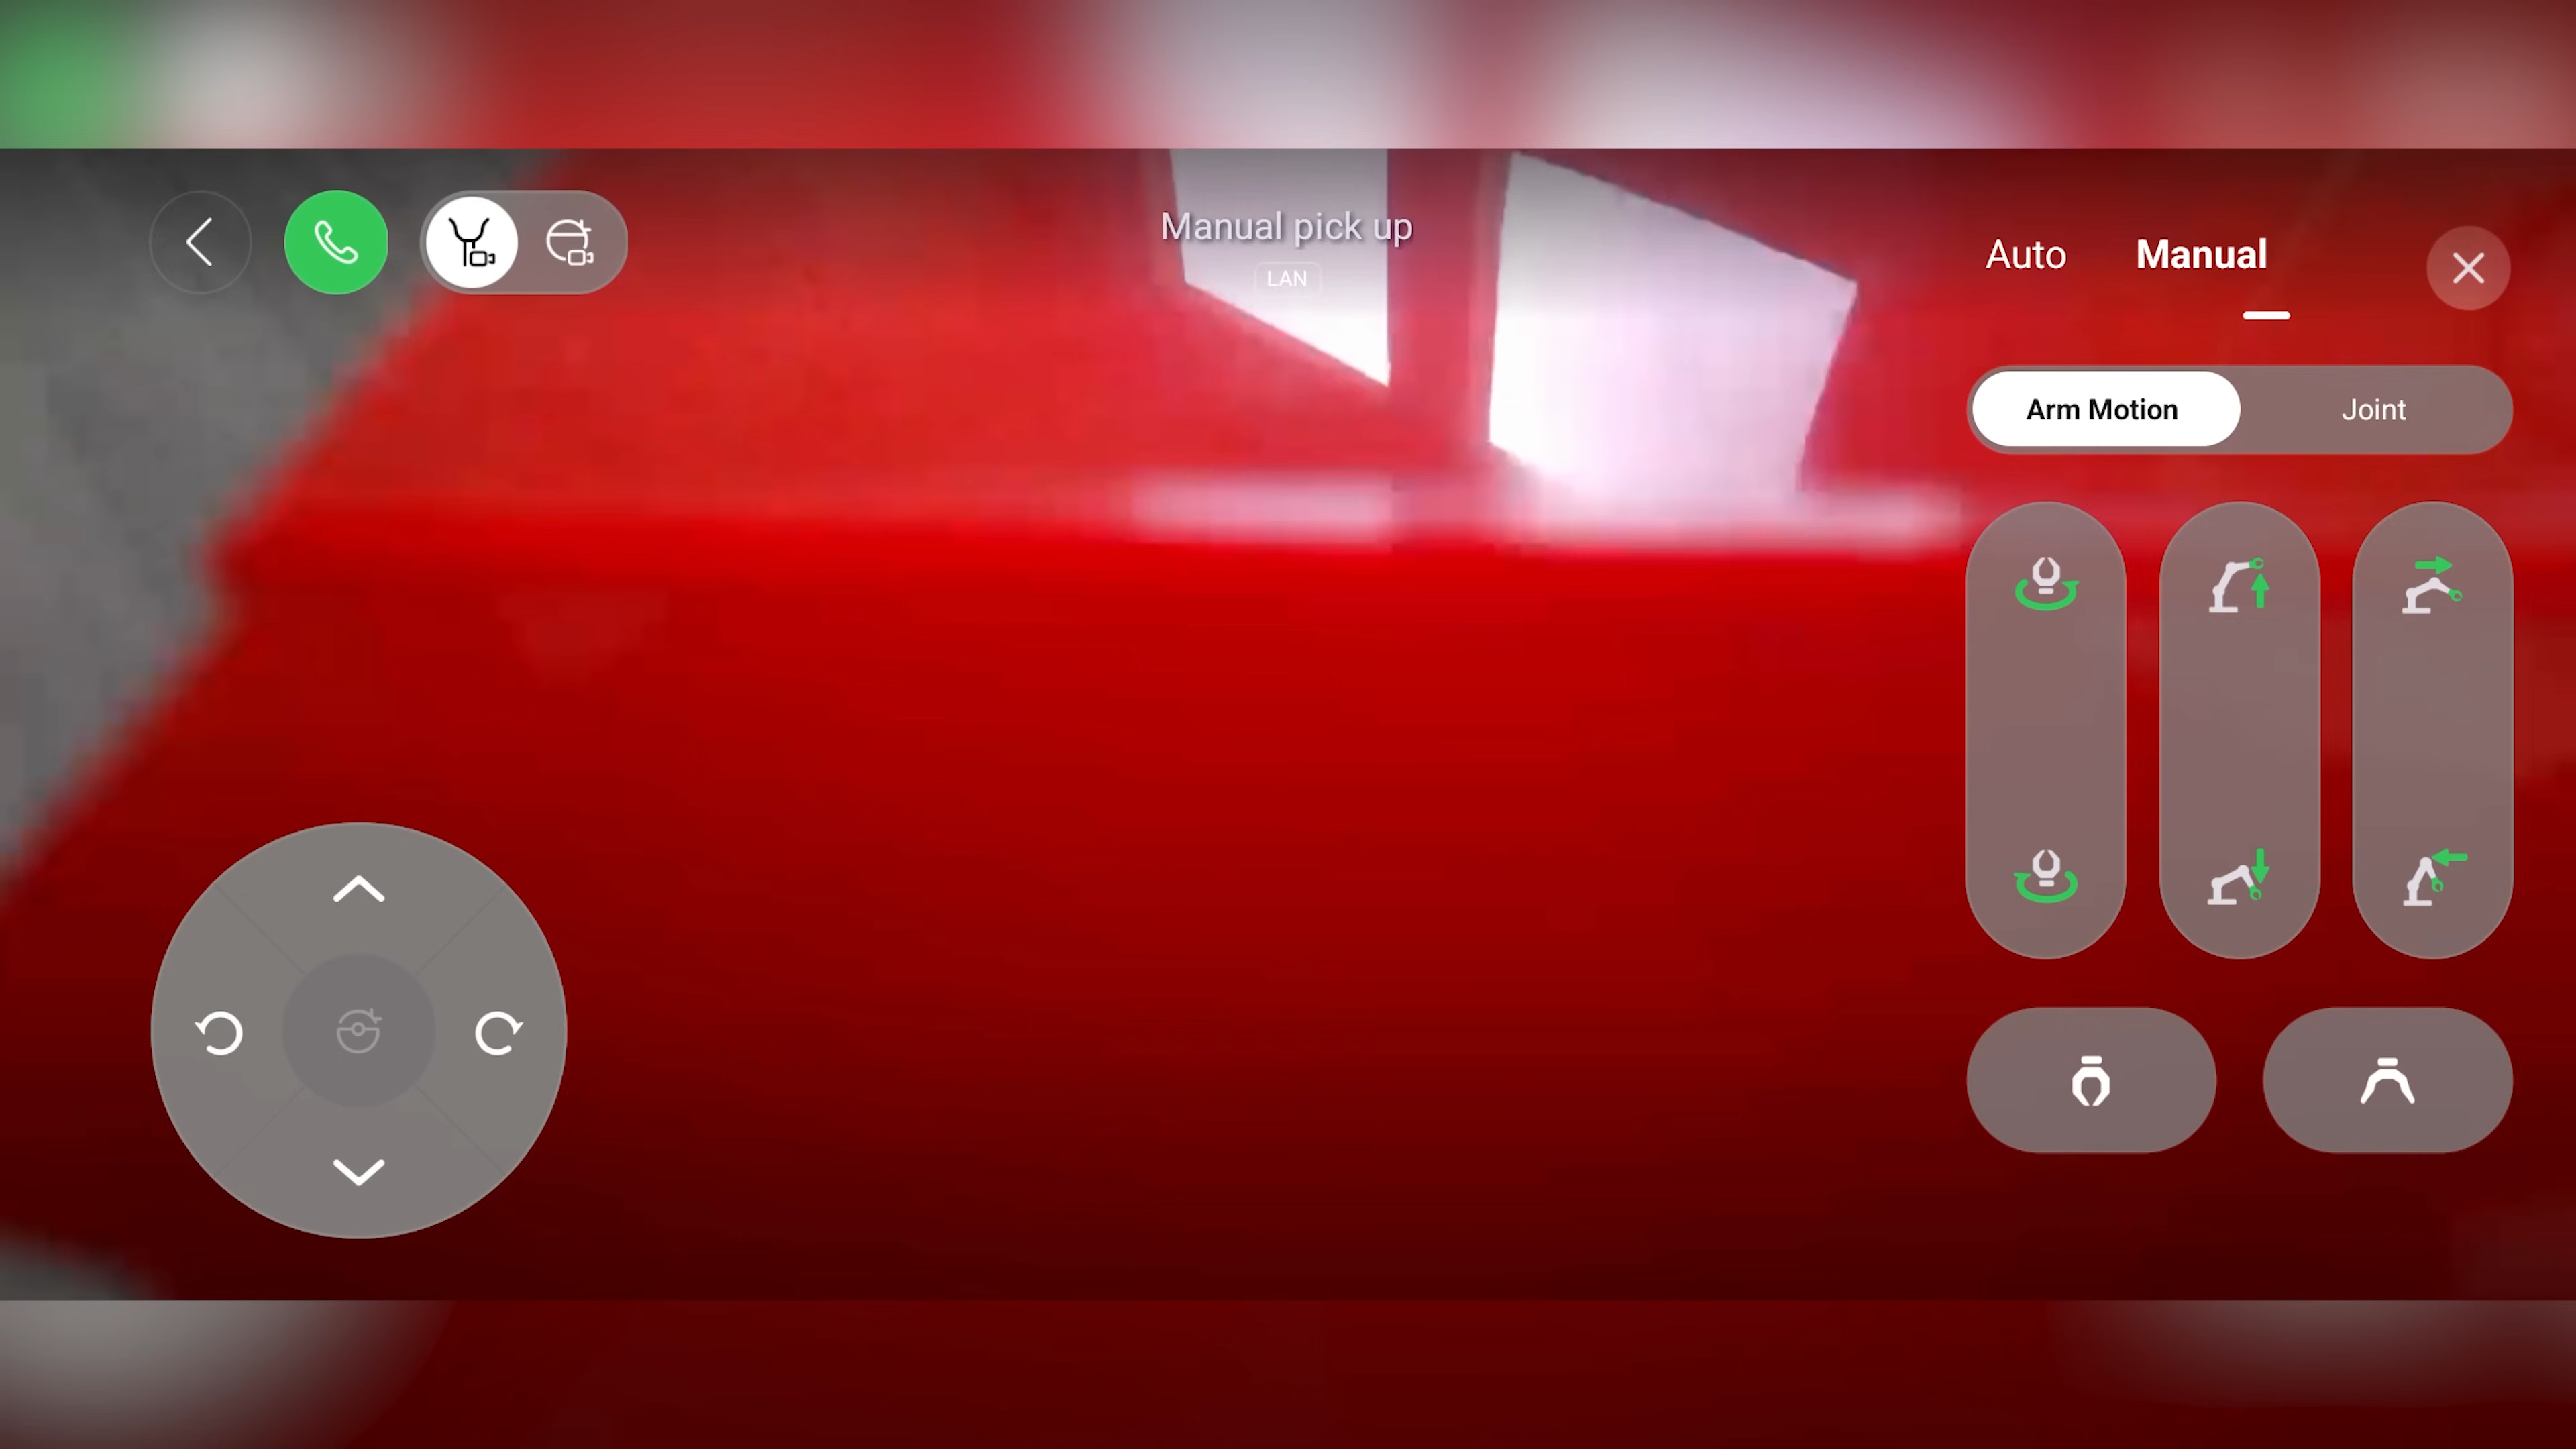 Manual pick up
LAN
Auto
Manual
Arm Motion
Joint